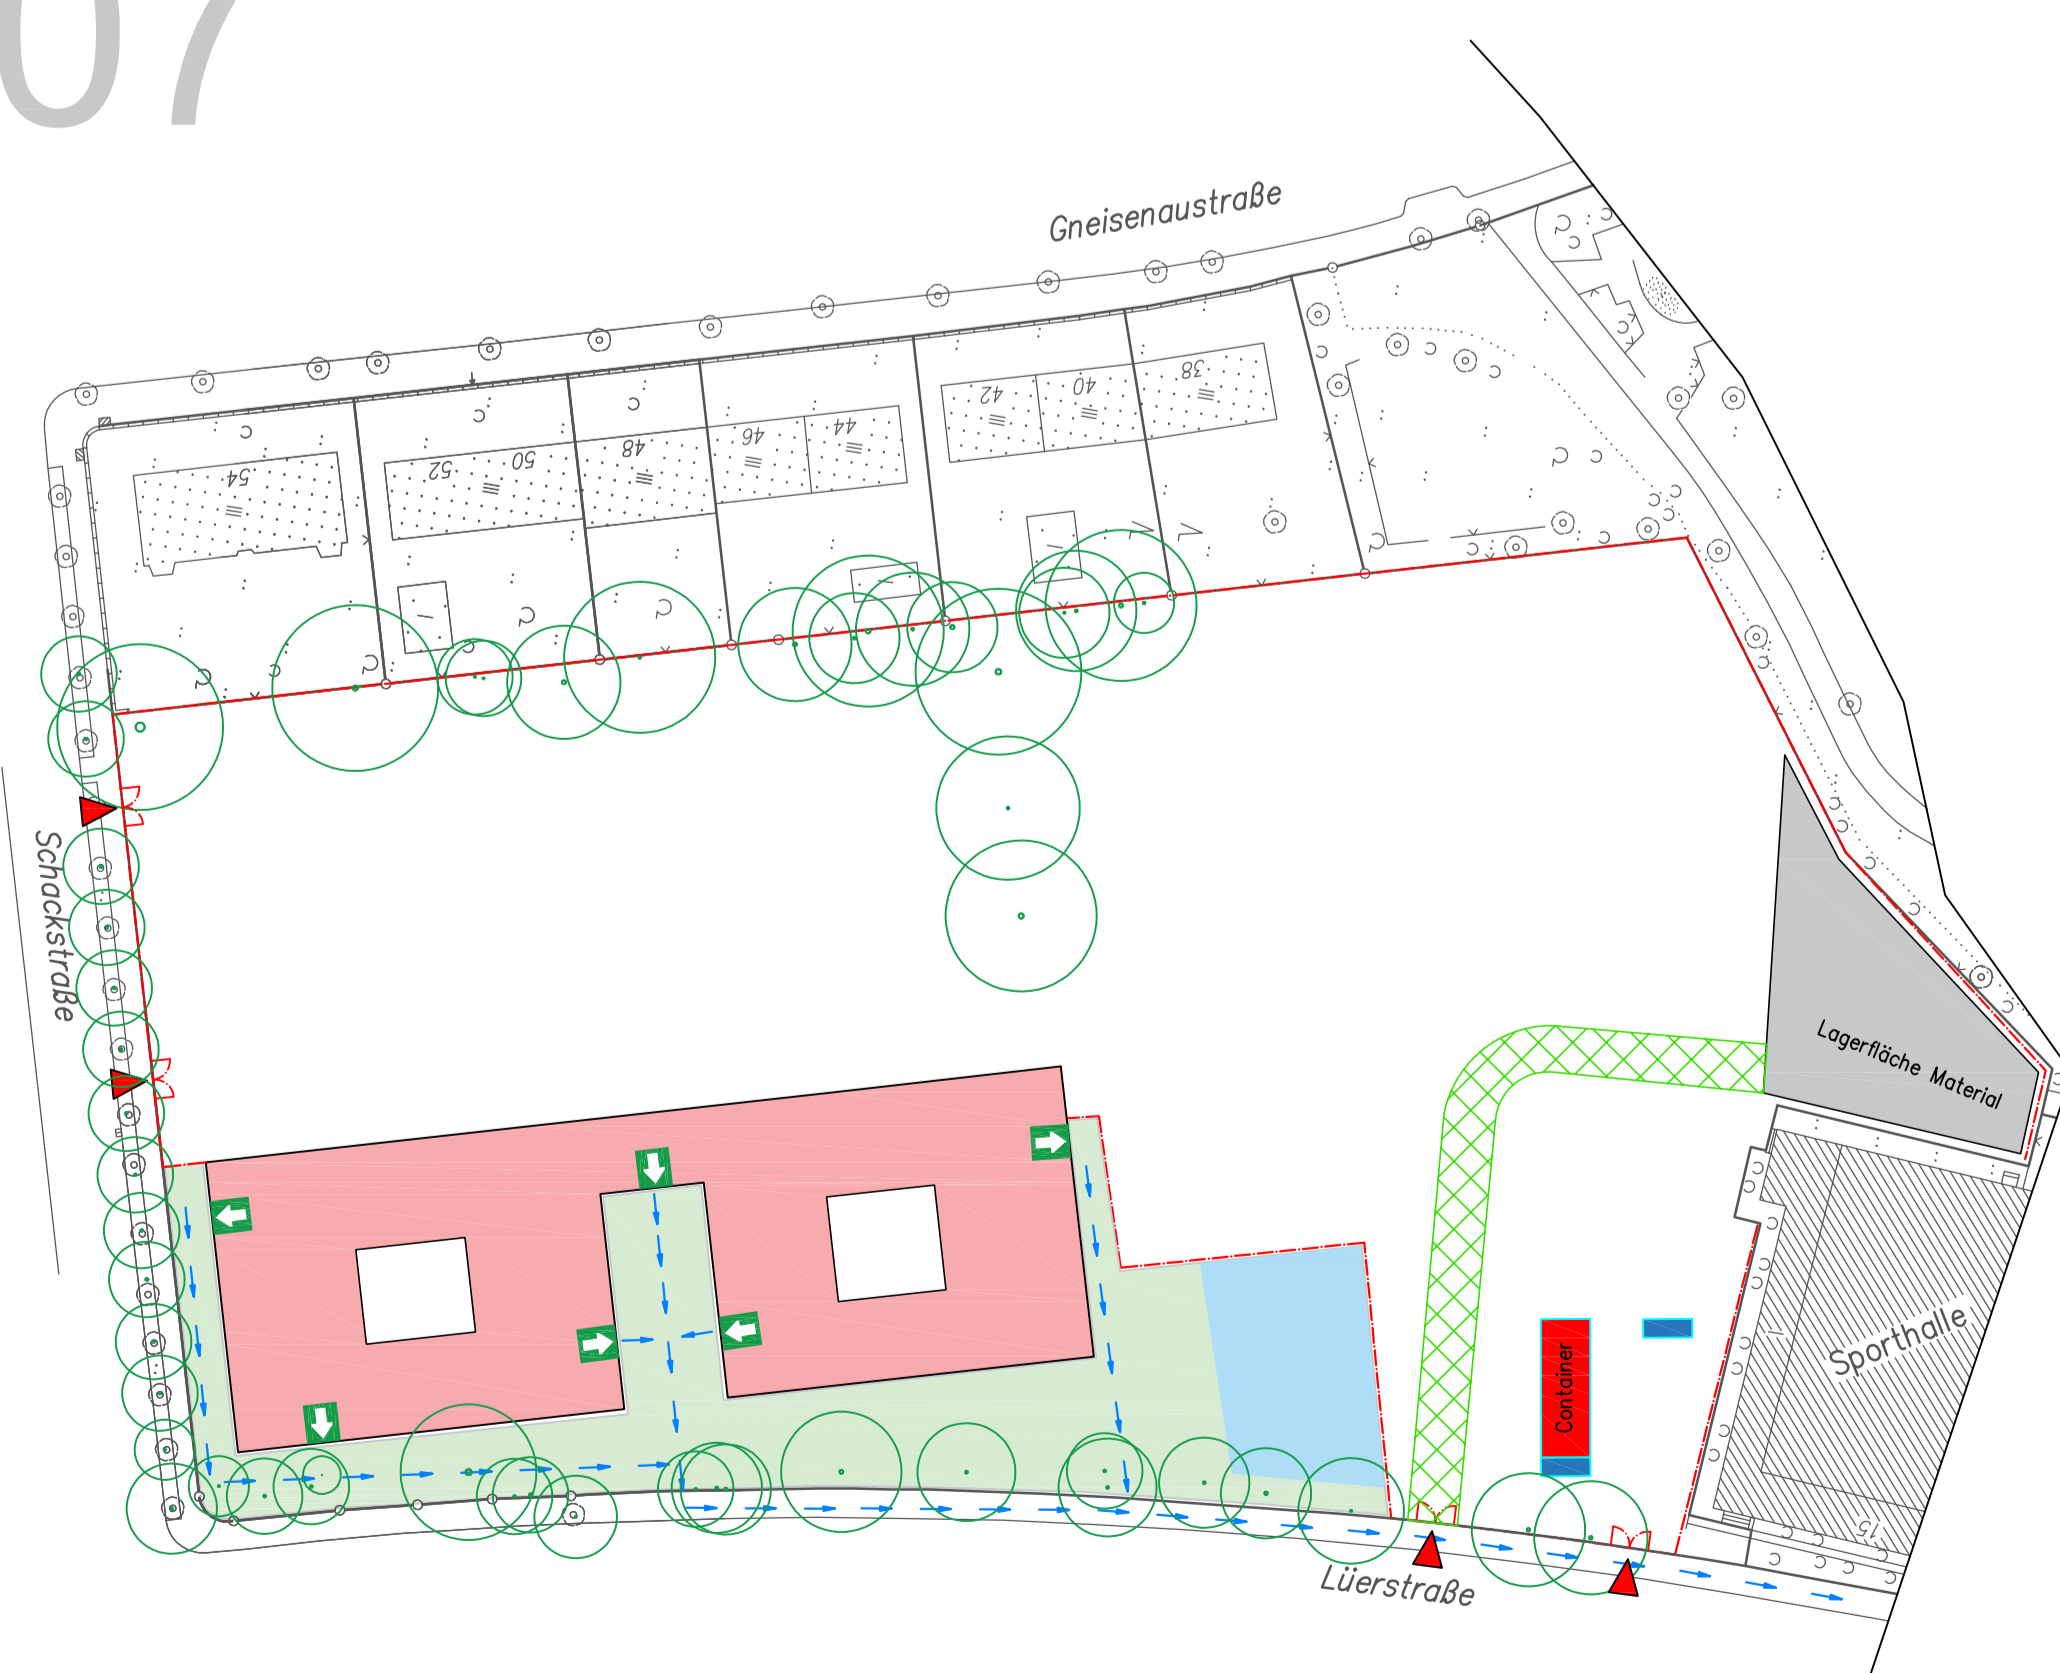 07
Gneisenaustraße
38
40
42
44
46
48
50
52
54
Schackstraße
Lagerfläche Material
Container
Sporthalle
15
Lüerstraße